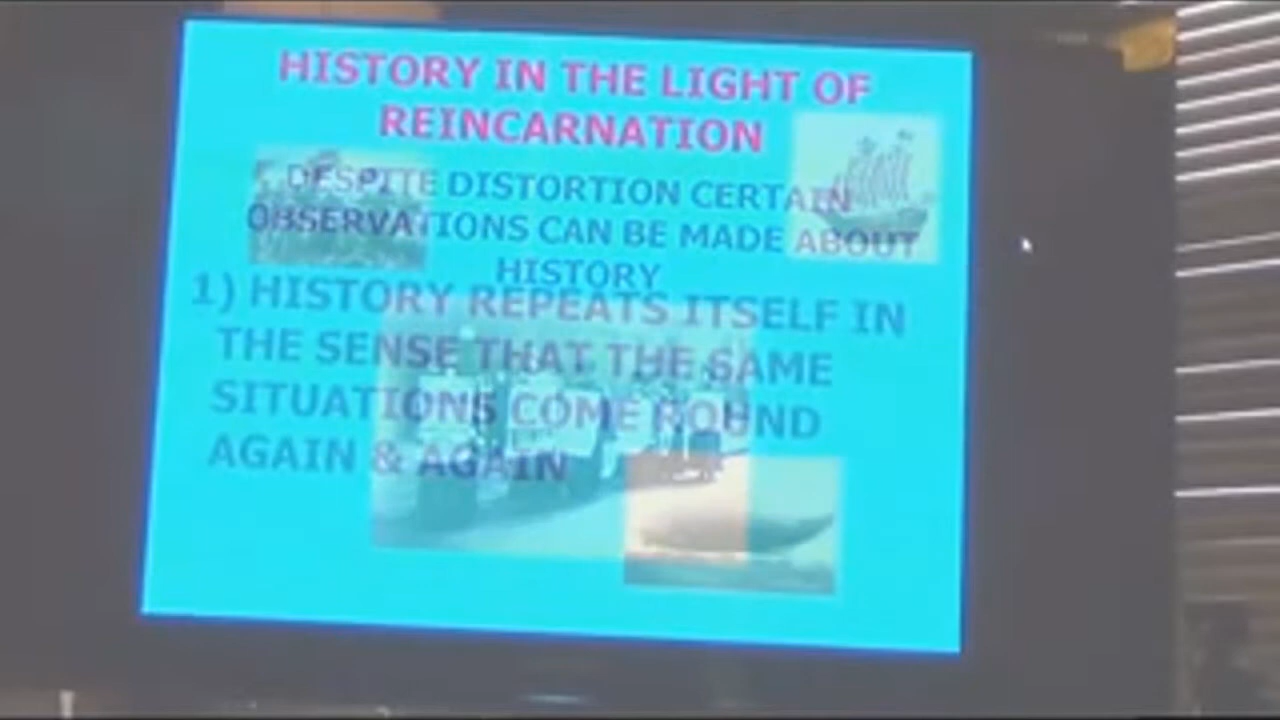 HISTORY IN THE LIGHT OF
REINCARNATION
DESPITE DISTORTION CERTAIN
OBSERVATIONS CAN BE MADE ABOUT
HISTORY
1) HISTORY REPEATS ITSELF IN
THE SENSE THAT THE SAME
SITUATIONS COME ROUND
AGAIN & AGAIN